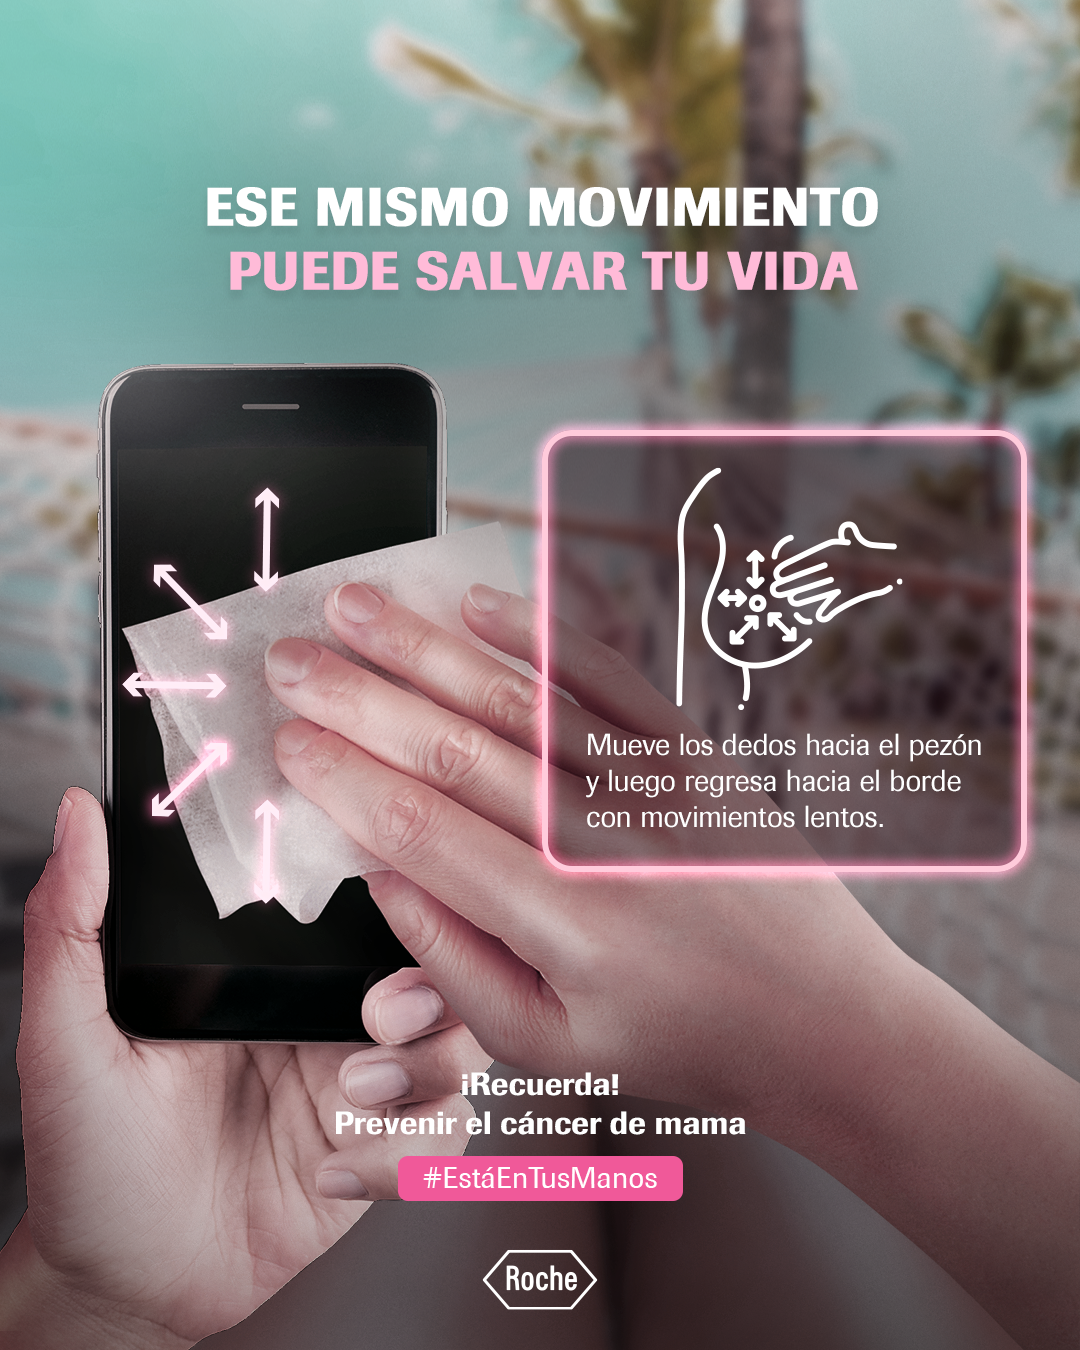 ESE MISMO MOVIMIENTO
PUEDE SALVAR TU VIDA
Mueve los dedos hacia el pezón
y luego regresa hacia el borde
con movimientos lentos.
¡Recuerda!
Prevenir el cáncer de mama
#EstáEnTusManos
Roche